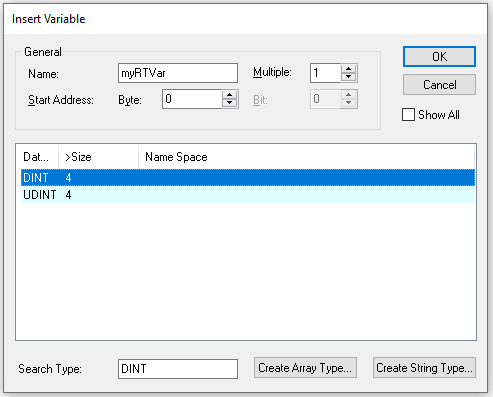 Insert Variable
General
Name: myRTVar Multiple: 1
Start Address: Byte: 0 Bit: 0
OK
Cancel
Show All
Dat... >Size Name Space
DINT 4
UDINT 4
Search Type: DINT Create Array Type... Create String Type...